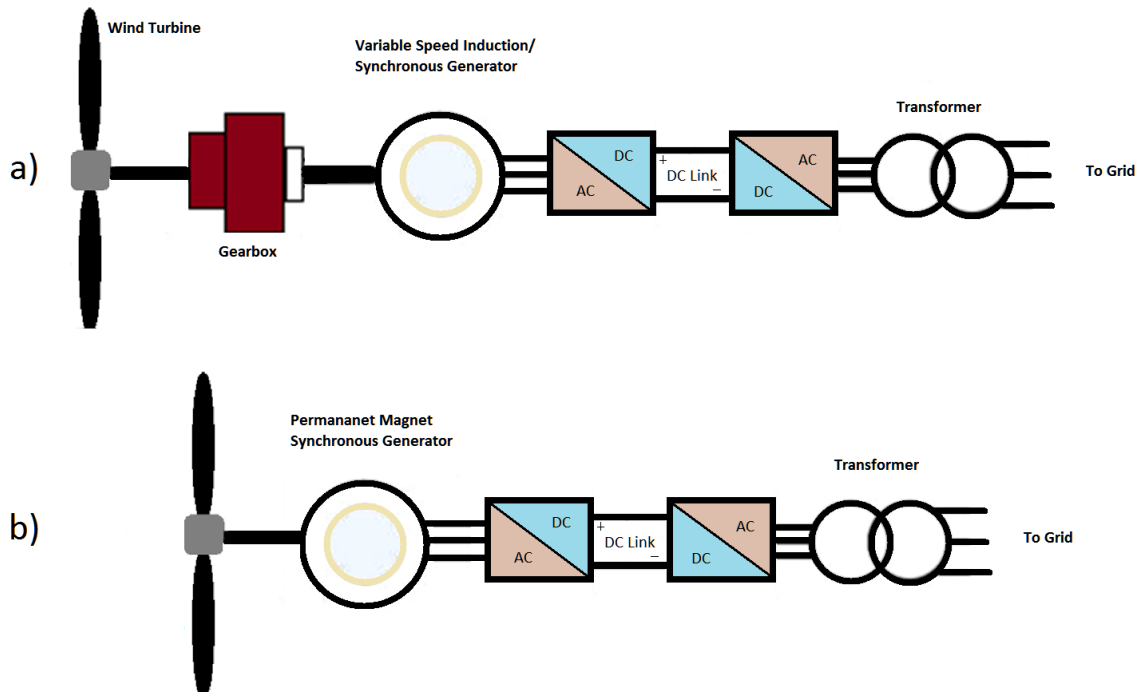 Wind Turbine
Variable Speed Induction/
Synchronous Generator
Transformer
a)
DC
AC
+
DC Link
–
AC
DC
To Grid
Gearbox
Permananet Magnet
Synchronous Generator
Transformer
b)
DC
AC
+
DC Link
–
AC
DC
To Grid